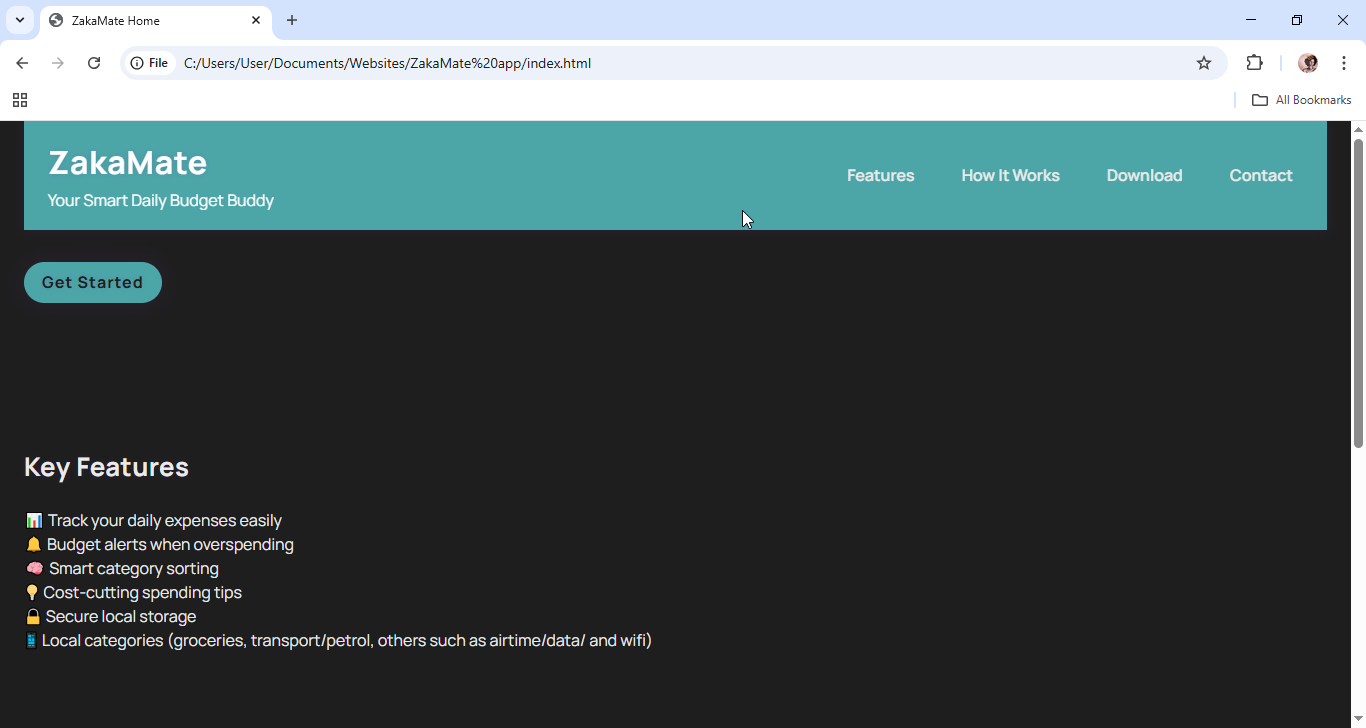 ZakaMate Home
File
C:/Users/User/Documents/Websites/ZakaMate%20app/index.html
All Bookmarks
ZakaMate
Your Smart Daily Budget Buddy
Features
How It Works
Download
Contact
Get Started
Key Features
📊 Track your daily expenses easily
🔔 Budget alerts when overspending
🧠 Smart category sorting
💡 Cost-cutting spending tips
🔒 Secure local storage
📱 Local categories (groceries, transport/petrol, others such as airtime/data/ and wifi)